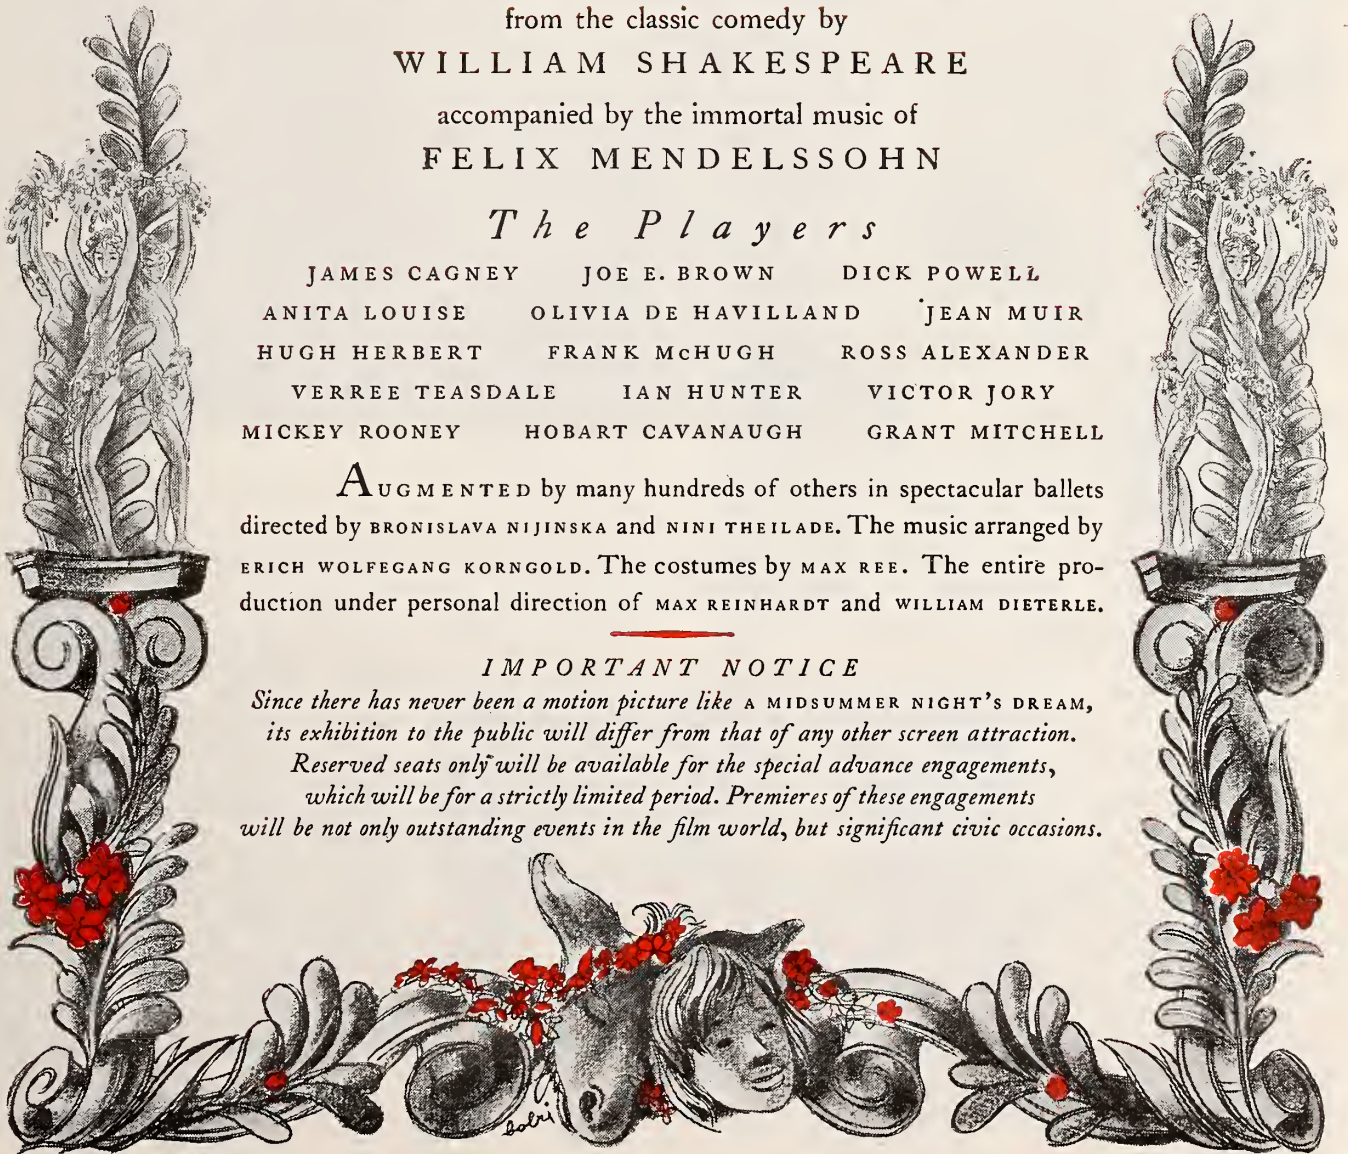 from the classic comedy by
WILLIAM SHAKESPEARE
accompanied by the immortal music of
FELIX MENDELSSOHN
The Players
JAMES CAGNEY JOE E. BROWN DICK POWELL
ANITA LOUISE OLIVIA DE HAVILLAND JEAN MUIR
HUGH HERBERT FRANK McHUGH ROSS ALEXANDER
VERREE TEASDALE IAN HUNTER VICTOR JORY
MICKEY ROONEY HOBART CAVANAUGH GRANT MITCHELL
AUGMENTED by many hundreds of others in spectacular ballets
directed by BRONISLAVA NIJINSKA and NINI THEILADE. The music arranged by
ERICH WOLFEGANG KORNGOLD. The costumes by MAX REE. The entire pro-
duction under personal direction of MAX REINHARDT and WILLIAM DIETERLE.
IMPORTANT NOTICE
Since there has never been a motion picture like A MIDSUMMER NIGHT'S DREAM,
its exhibition to the public will differ from that of any other screen attraction.
Reserved seats only will be available for the special advance engagements,
which will be for a strictly limited period. Premieres of these engagements
will be not only outstanding events in the film world, but significant civic occasions.
bobri